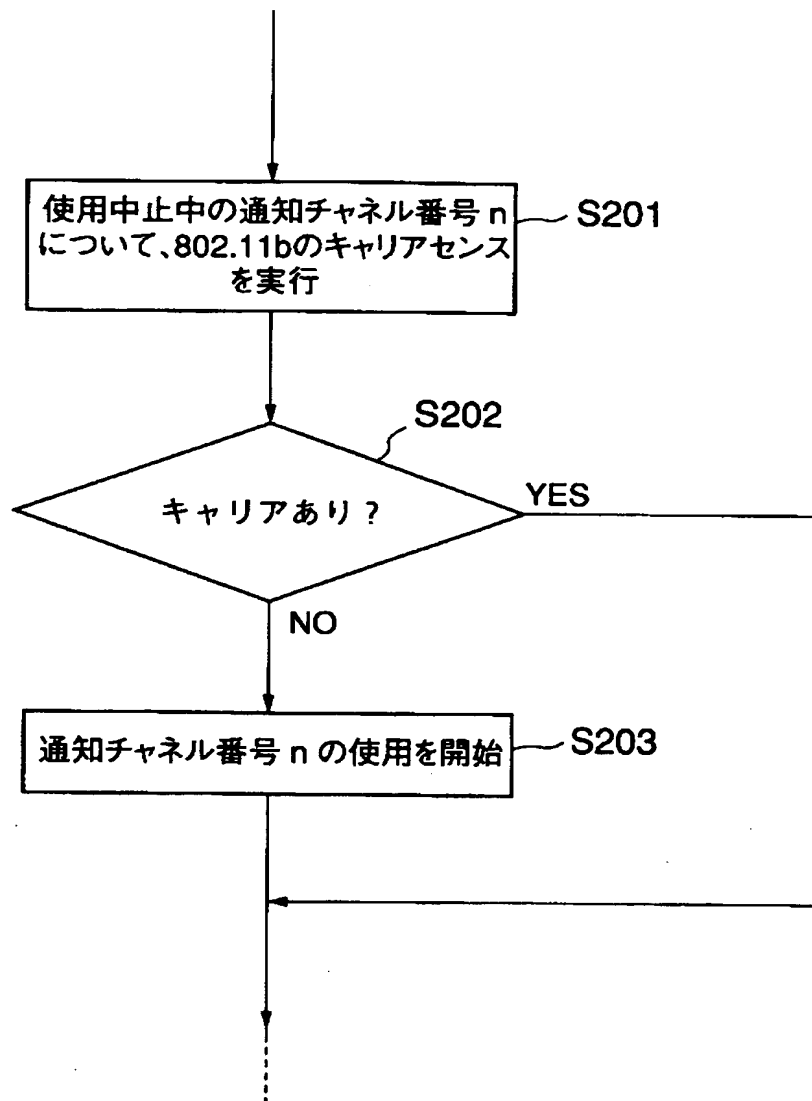 使用中止中の通知チャネル番号 n
について、802.11bのキャリアセンス
を実行
S201
S202
キャリアあり？
YES
NO
通知チャネル番号 n の使用を開始
S203